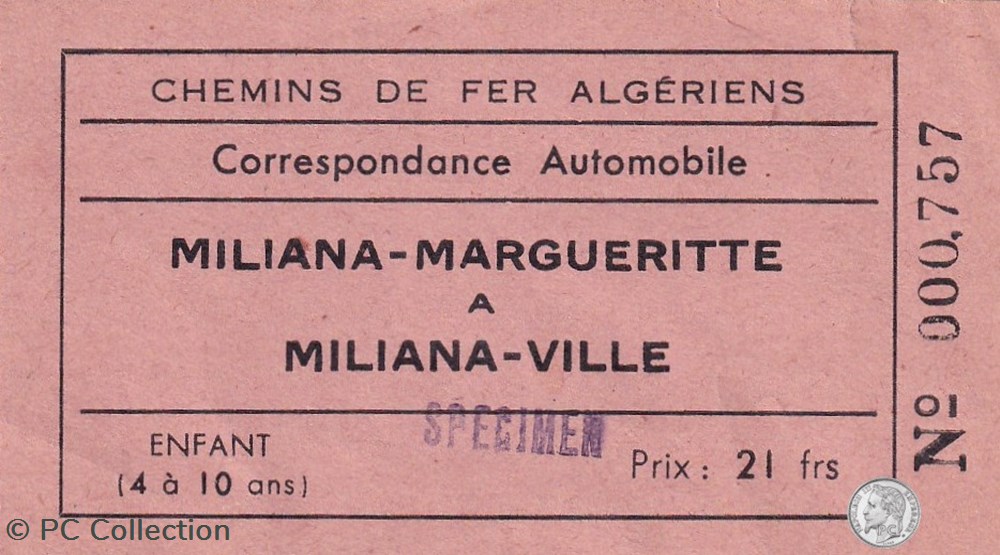 CHEMINS DE FER ALGÉRIENS
Correspondance Automobile
MILIANA-MARGUERITTE
A
MILIANA-VILLE
SPECIMEN
ENFANT
(4 à 10 ans)
Prix : 21 frs
Nº 000,757
© PC Collection
PC